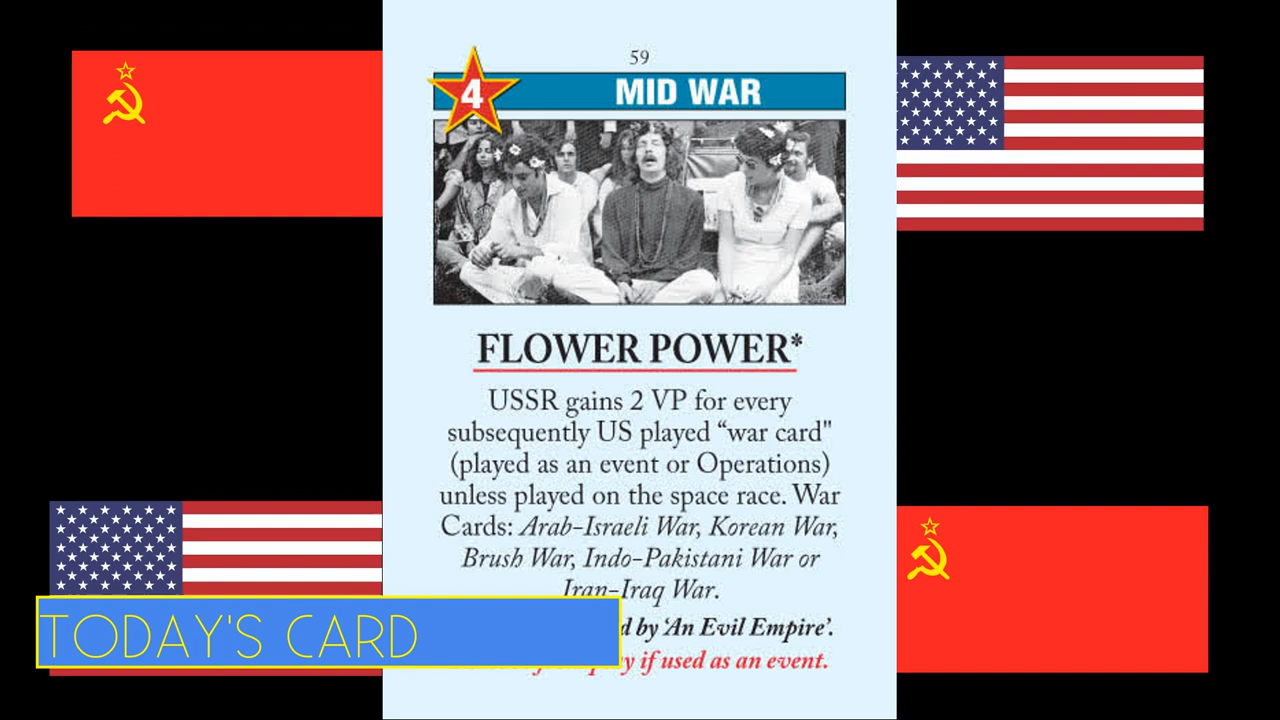 59
4
MID WAR
FLOWER POWER*
USSR gains 2 VP for every
subsequently US played “war card"
(played as an event or Operations)
unless played on the space race. War
Cards: Arab-Israeli War, Korean War,
Brush War, Indo-Pakistani War or
Iran-Iraq War.
by ‘An Evil Empire’.
if used as an event.
TODAY'S CARD